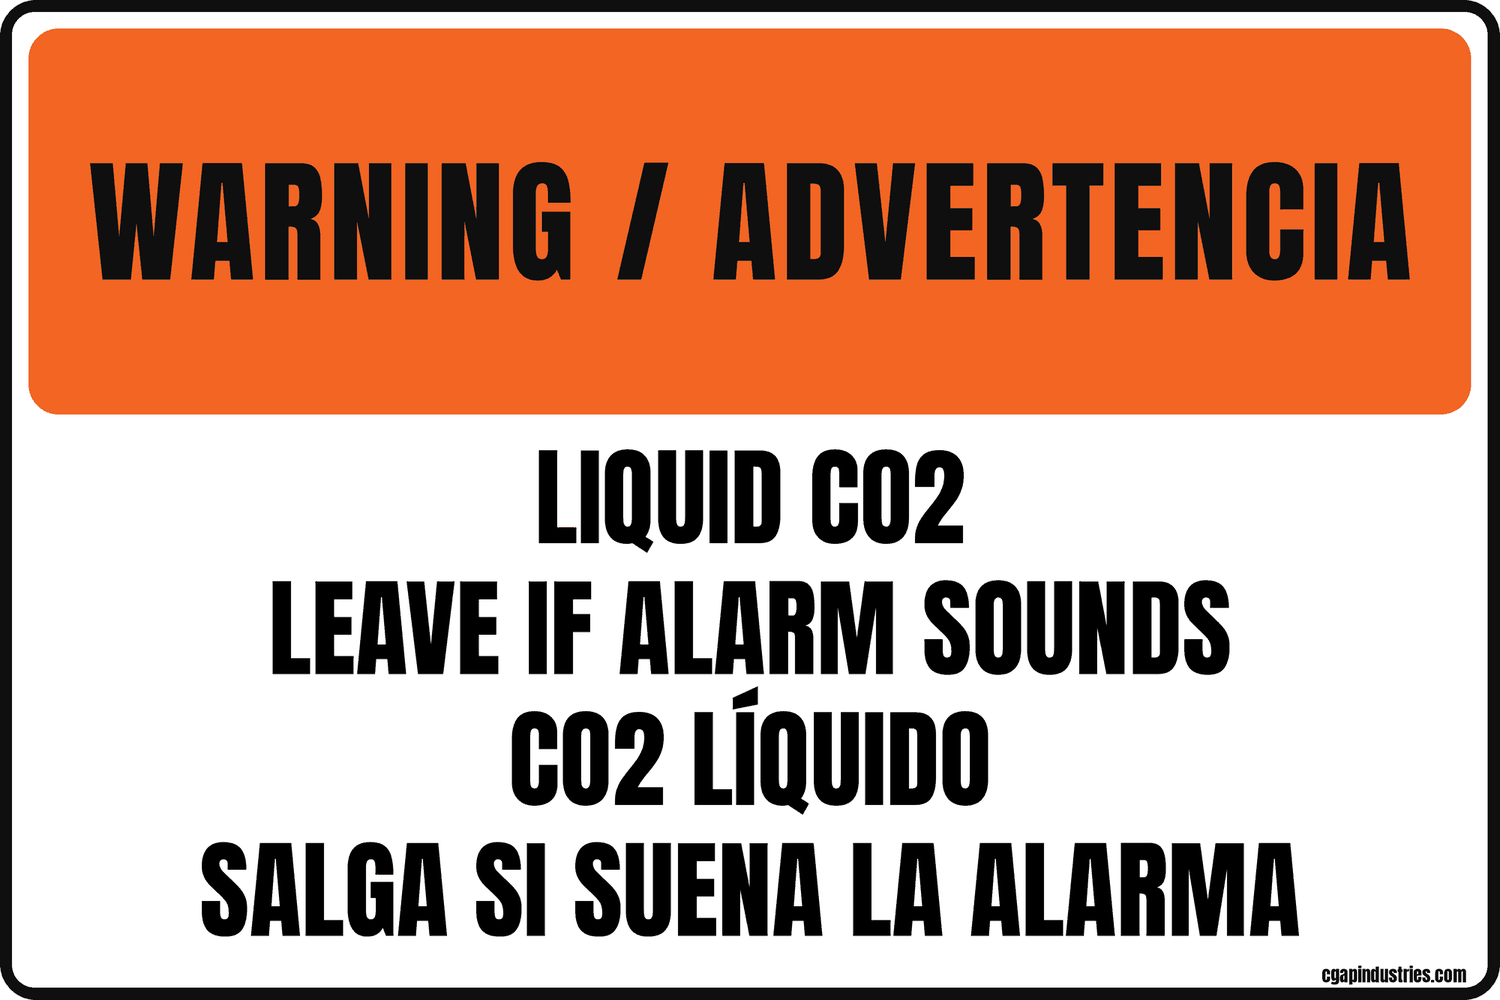 WARNING / ADVERTENCIA
LIQUID CO2
LEAVE IF ALARM SOUNDS
CO2 LÍQUIDO
SALGA SI SUENA LA ALARMA
cgapindustries.com